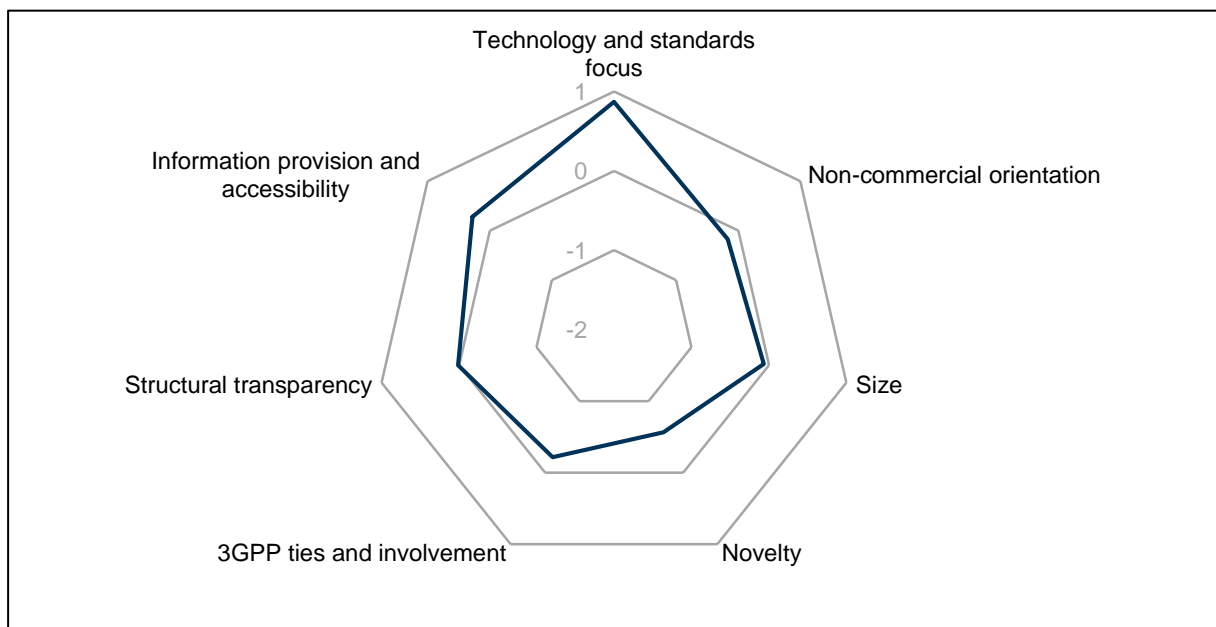 Technology and standards
focus
1
Information provision and
accessibility
Non-commercial orientation
0
-1
-2
Structural transparency
Size
3GPP ties and involvement
Novelty